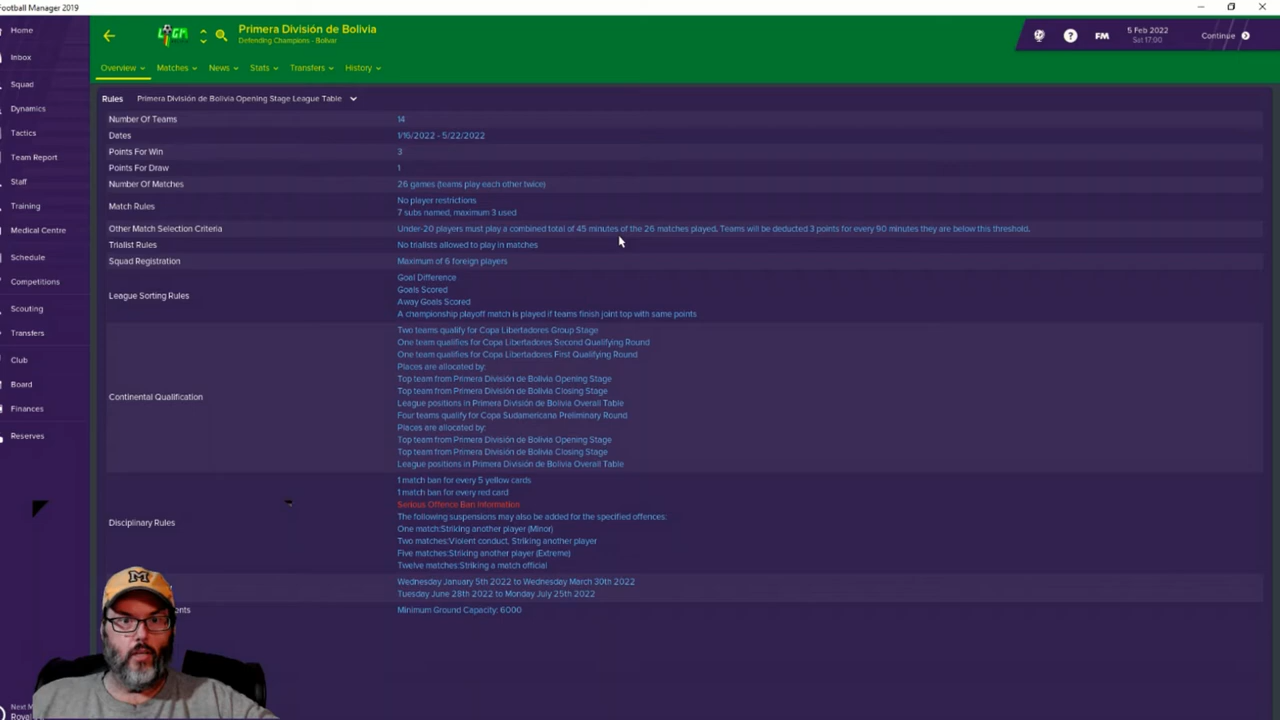 Football Manager 2019
Home
Inbox
Squad
Dynamics
Tactics
Team Report
Staff
Training
Medical Centre
Schedule
Competitions
Scouting
Transfers
Club
Board
Finances
Reserves
Primera División de Bolivia
Defending Champions - Bolívar
5 Feb 2022
Sat 17:00
FM
?
Continue
Overview
Matches
News
Stats
Transfers
History
Rules Primera División de Bolivia Opening Stage League Table
Number Of Teams 14
Dates 1/16/2022 - 5/22/2022
Points For Win 3
Points For Draw 1
Number Of Matches 26 games (teams play each other twice)
Match Rules No player restrictions
7 subs named, maximum 3 used
Other Match Selection Criteria Under-20 players must play a combined total of 45 minutes of the 26 matches played. Teams will be deducted 3 points for every 90 minutes they are below this threshold.
Trialist Rules No trialists allowed to play in matches
Squad Registration Maximum of 6 foreign players
League Sorting Rules Goal Difference
Goals Scored
Away Goals Scored
A championship playoff match is played if teams finish joint top with same points
Continental Qualification Two teams qualify for Copa Libertadores Group Stage
One team qualifies for Copa Libertadores Second Qualifying Round
One team qualifies for Copa Libertadores First Qualifying Round
Places are allocated by:
Top team from Primera División de Bolivia Opening Stage
Top team from Primera División de Bolivia Closing Stage
League positions in Primera División de Bolivia Overall Table
Four teams qualify for Copa Sudamericana Preliminary Round
Places are allocated by:
Top team from Primera División de Bolivia Opening Stage
Top team from Primera División de Bolivia Closing Stage
League positions in Primera División de Bolivia Overall Table
Disciplinary Rules 1 match ban for every 5 yellow cards
1 match ban for every red card
Serious Offence Ban Information
The following suspensions may also be added for the specified offences:
One match:Striking another player (Minor)
Two matches:Violent conduct, Striking another player
Five matches:Striking another player (Extreme)
Twelve matches:Striking a match official
Wednesday January 5th 2022 to Wednesday March 30th 2022
Tuesday June 28th 2022 to Monday July 25th 2022
Minimum Ground Capacity: 6000
M